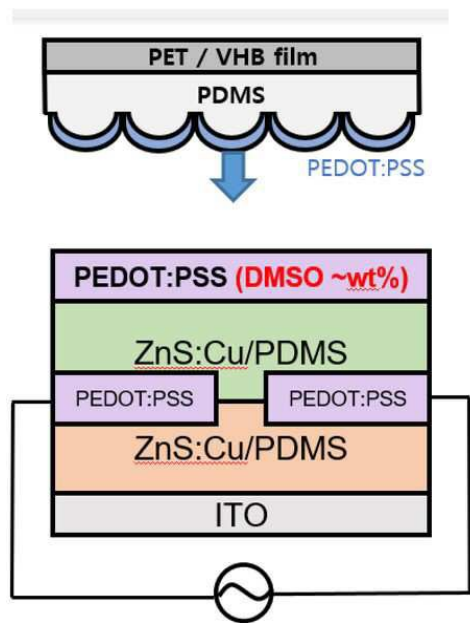 PET / VHB film
PDMS
PEDOT:PSS
PEDOT:PSS (DMSO ~wt%)
ZnS:Cu/PDMS
PEDOT:PSS PEDOT:PSS
ZnS:Cu/PDMS
ITO